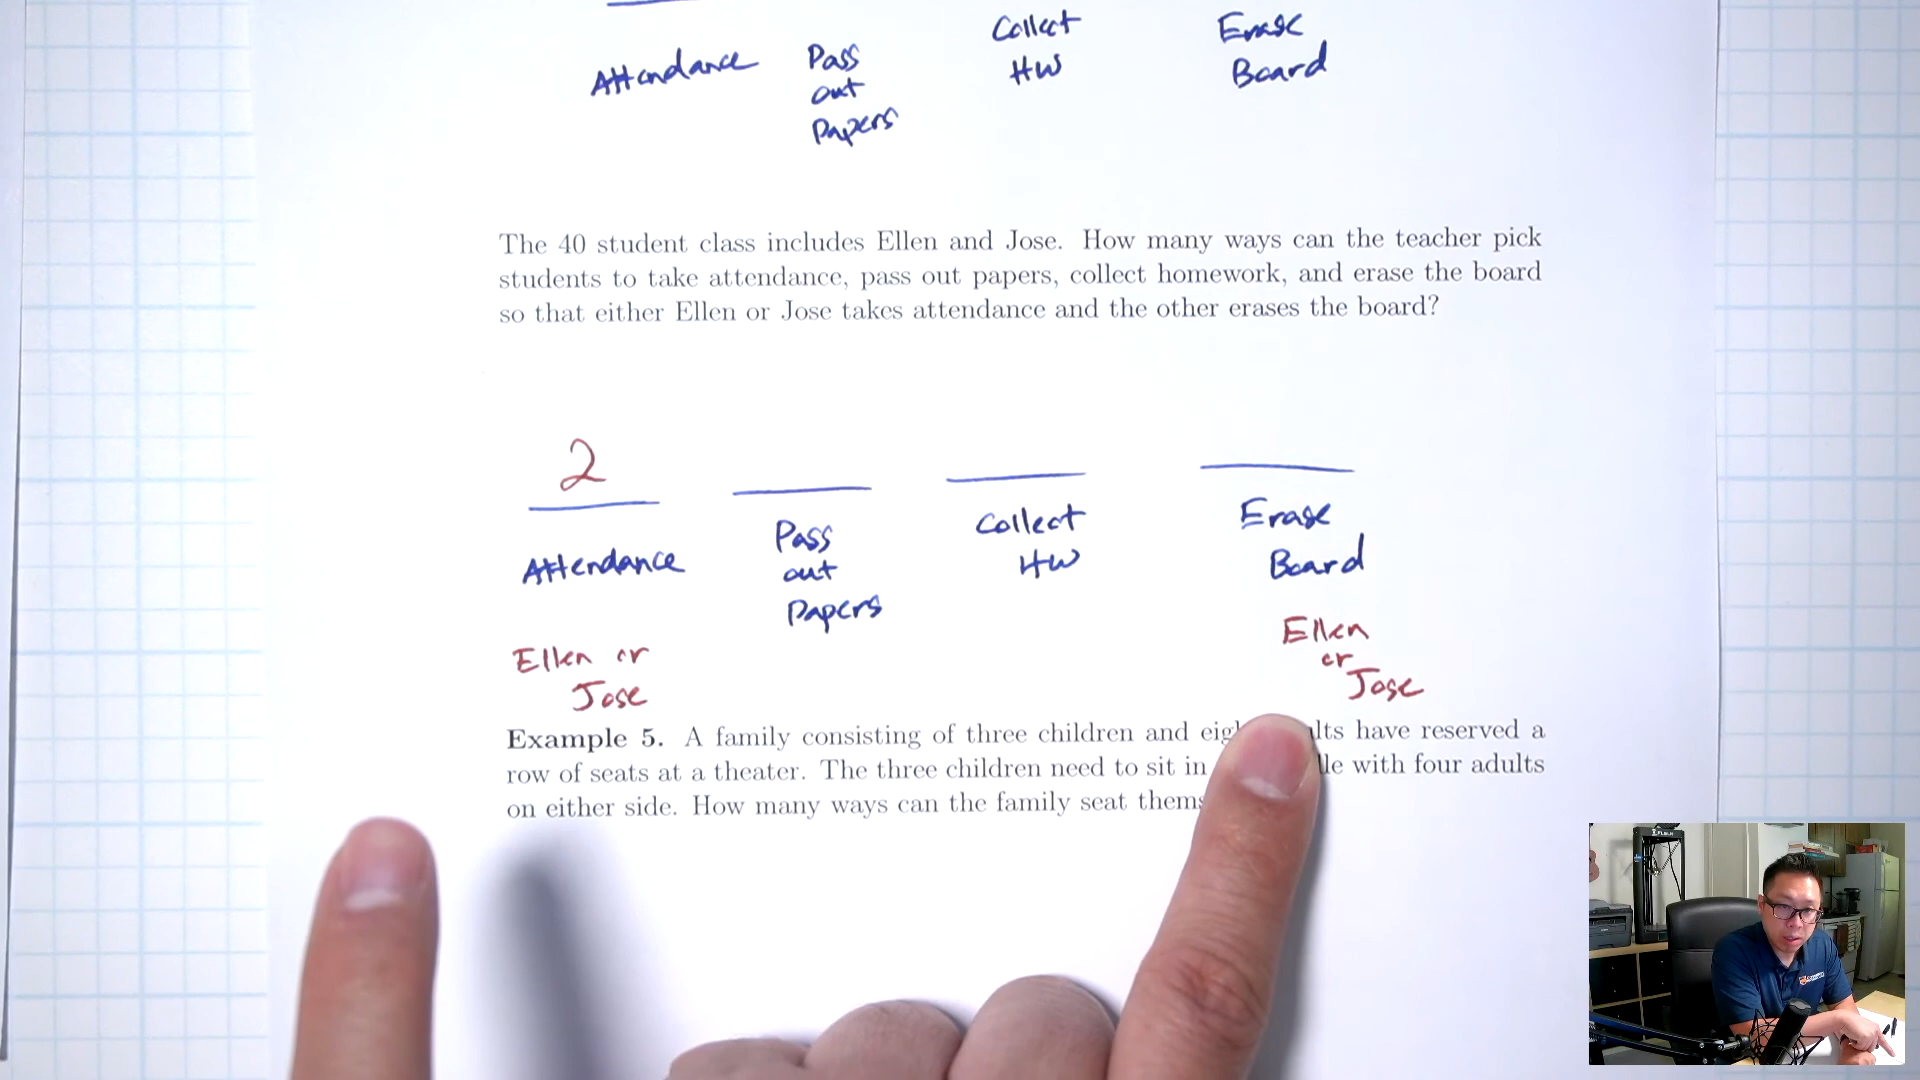 Attendance
Pass
out
Papers
Collect
HW
Erase
Board
The 40 student class includes Ellen and Jose. How many ways can the teacher pick
students to take attendance, pass out papers, collect homework, and erase the board
so that either Ellen or Jose takes attendance and the other erases the board?
2
Attendance
Pass
out
Papers
Collect
HW
Erase
Board
Ellen or
Jose
Ellen
or
Jose
Example 5. A family consisting of three children and have reserved a
row of seats at a theater. The three children need to sit in with four adults
on either side. How many ways can the family seat